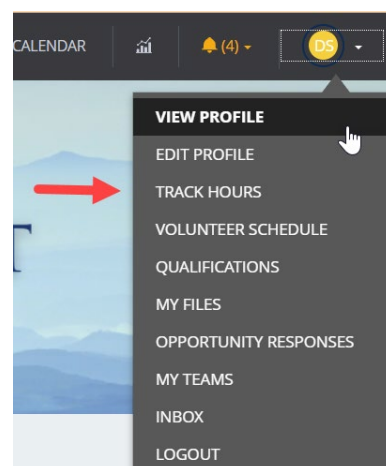 CALENDAR (4) DS
VIEW PROFILE
EDIT PROFILE
TRACK HOURS
VOLUNTEER SCHEDULE
QUALIFICATIONS
MY FILES
OPPORTUNITY RESPONSES
MY TEAMS
INBOX
LOGOUT
T